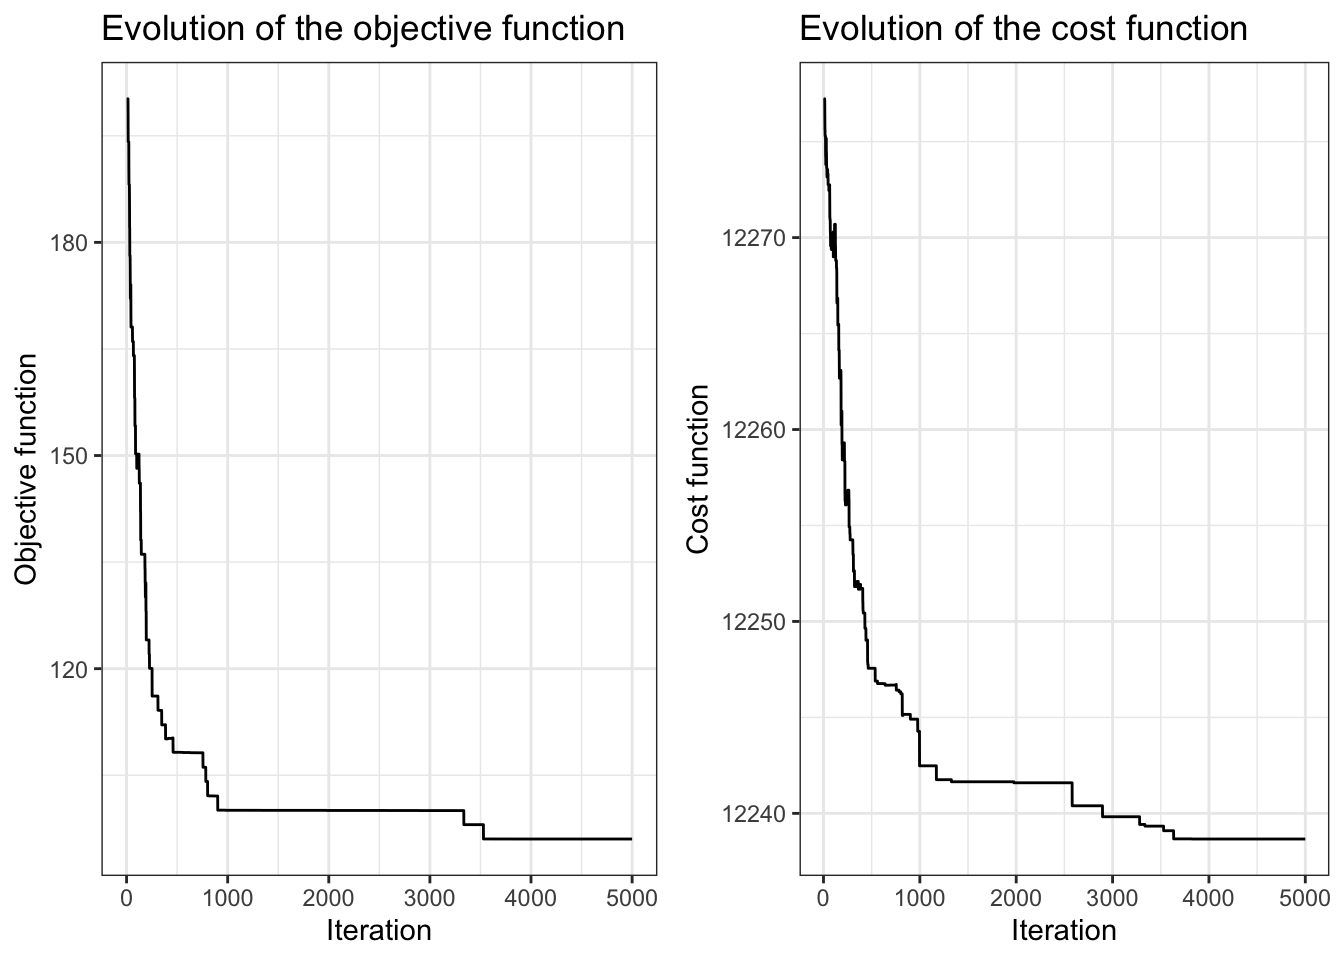 Evolution of the objective function
Objective function
180
150
120
0 1000 2000 3000 4000 5000
Iteration
Evolution of the cost function
Cost function
12270
12260
12250
12240
0 1000 2000 3000 4000 5000
Iteration